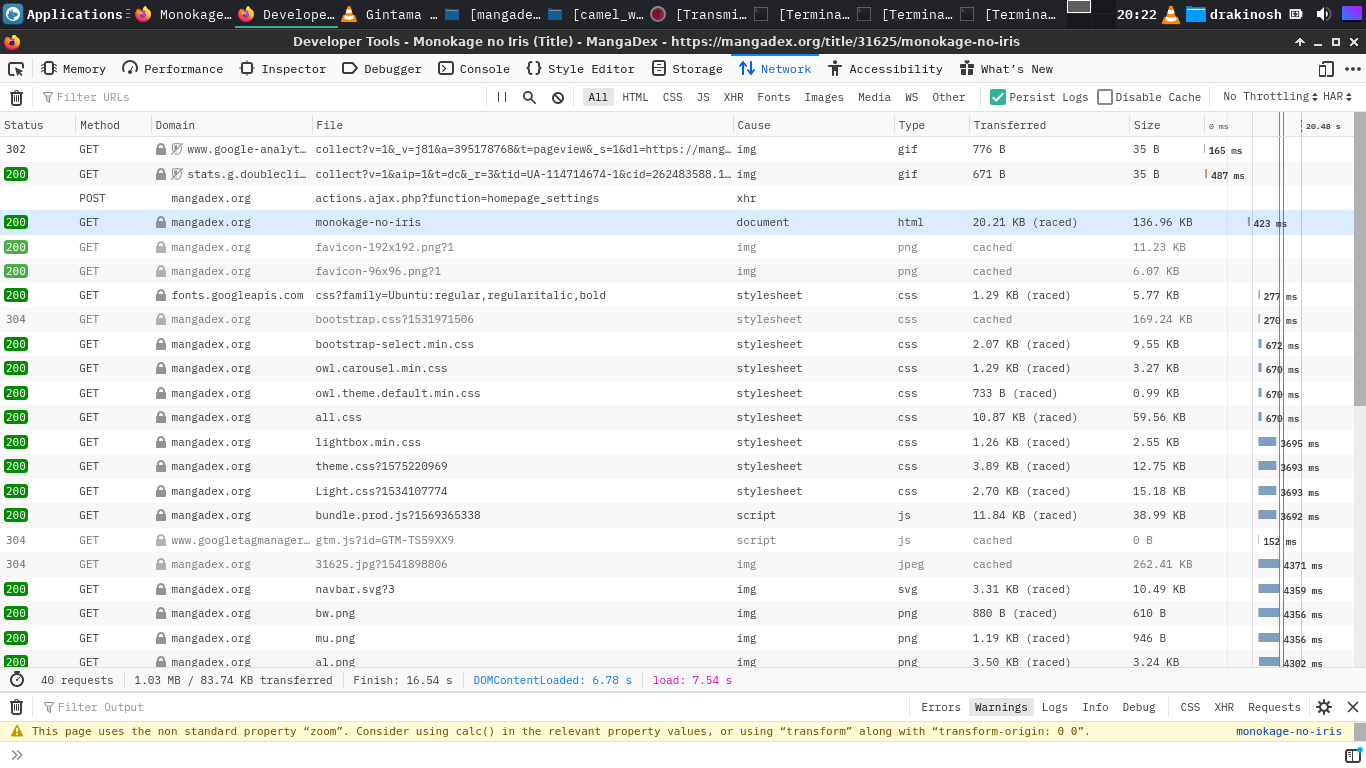 Applications Monokage... Develope... Gintama ... [mangade... [camel_w... [Transmi... [Termina... [Termina... [Termina... 20:22 drakinosh
Developer Tools - Monokage no Iris (Title) - MangaDex - https://mangadex.org/title/31625/monokage-no-iris
Memory Performance Inspector Debugger Console Style Editor Storage Network Accessibility What's New
Filter URLs All HTML CSS JS XHR Fonts Images Media WS Other Persist Logs Disable Cache No Throttling HAR
Status Method Domain File Cause Type Transferred Size 0 ms 20.48 s
302 GET www.google-analyt... collect?v=1&_v=j81&a=395178768&t=pageview&_s=1&dl=https://mang... img gif 776 B 35 B 165 ms
200 GET stats.g.doublecli... collect?v=1&aip=1&t=dc&_r=3&tid=UA-114714674-1&cid=262483588.1... img gif 671 B 35 B 487 ms
POST mangadex.org actions.ajax.php?function=homepage_settings xhr
200 GET mangadex.org monokage-no-iris document html 20.21 KB (raced) 136.96 KB 423 ms
200 GET mangadex.org favicon-192x192.png?1 img png cached 11.23 KB
200 GET mangadex.org favicon-96x96.png?1 img png cached 6.07 KB
200 GET fonts.googleapis.com css?family=Ubuntu:regular,regularitalic,bold stylesheet css 1.29 KB (raced) 5.77 KB 277 ms
304 GET mangadex.org bootstrap.css?1531971506 stylesheet css cached 169.24 KB 270 ms
200 GET mangadex.org bootstrap-select.min.css stylesheet css 2.07 KB (raced) 9.55 KB 672 ms
200 GET mangadex.org owl.carousel.min.css stylesheet css 1.29 KB (raced) 3.27 KB 670 ms
200 GET mangadex.org owl.theme.default.min.css stylesheet css 733 B (raced) 0.99 KB 670 ms
200 GET mangadex.org all.css stylesheet css 10.87 KB (raced) 59.56 KB 670 ms
200 GET mangadex.org lightbox.min.css stylesheet css 1.26 KB (raced) 2.55 KB 3695 ms
200 GET mangadex.org theme.css?1575220969 stylesheet css 3.89 KB (raced) 12.75 KB 3693 ms
200 GET mangadex.org Light.css?1534107774 stylesheet css 2.70 KB (raced) 15.18 KB 3693 ms
200 GET mangadex.org bundle.prod.js?1569365338 script js 11.84 KB (raced) 38.99 KB 3692 ms
304 GET www.googletagmanager... gtm.js?id=GTM-TS59XX9 script js cached 0 B 152 ms
304 GET mangadex.org 31625.jpg?1541898806 img jpeg cached 262.41 KB 4371 ms
200 GET mangadex.org navbar.svg?3 img svg 3.31 KB (raced) 10.49 KB 4359 ms
200 GET mangadex.org bw.png img png 880 B (raced) 610 B 4356 ms
200 GET mangadex.org mu.png img png 1.19 KB (raced) 946 B 4356 ms
200 GET mangadex.org al.png img png 3.50 KB (raced) 3.24 KB 4302 ms
40 requests 1.03 MB / 83.74 KB transferred Finish: 16.54 s DOMContentLoaded: 6.78 s load: 7.54 s
Filter Output Errors Warnings Logs Info Debug CSS XHR Requests
This page uses the non standard property “zoom”. Consider using calc() in the relevant property values, or using “transform” along with “transform-origin: 0 0”. monokage-no-iris